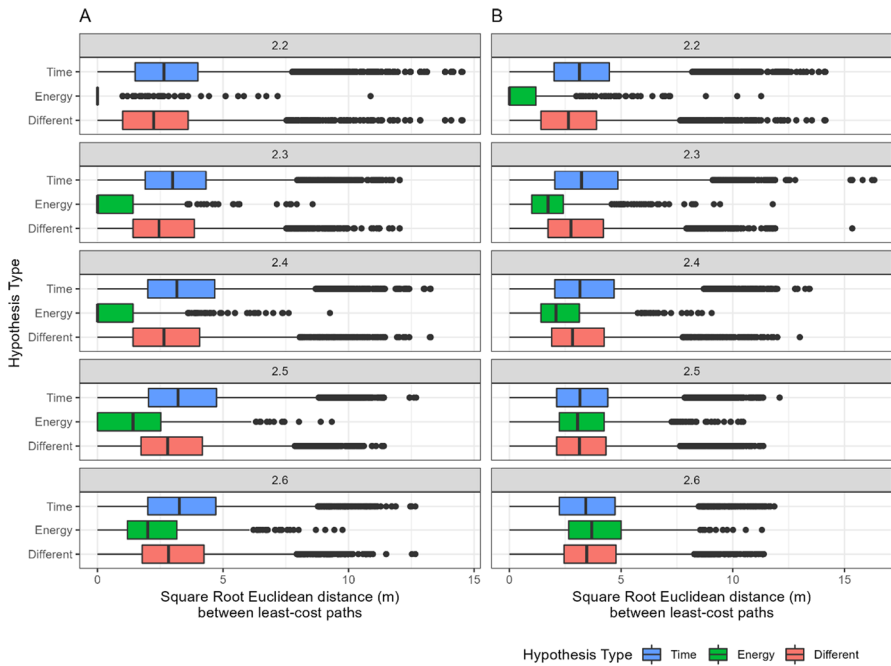 A
B
Hypothesis Type
2.2
2.2
Time
Energy
Different
2.3
2.3
Time
Energy
Different
2.4
2.4
Time
Energy
Different
2.5
2.5
Time
Energy
Different
2.6
2.6
Time
Energy
Different
0 5 10 15
0 5 10 15
Square Root Euclidean distance (m)
between least-cost paths
Square Root Euclidean distance (m)
between least-cost paths
Hypothesis Type Time Energy Different